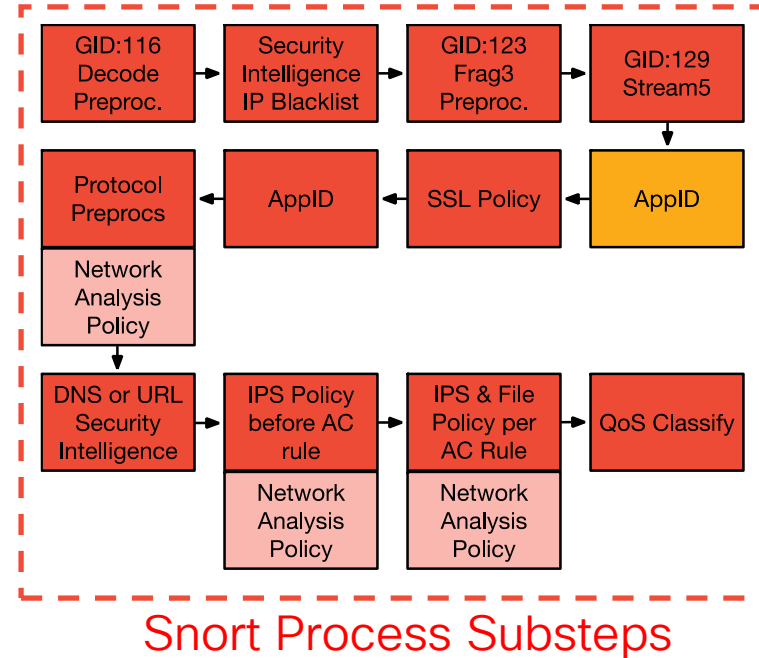 GID:116
Decode
Preproc.
Security
Intelligence
IP Blacklist
GID:123
Frag3
Preproc.
GID:129
Stream5
Protocol
Preprocs
AppID
SSL Policy
AppID
Network
Analysis
Policy
DNS or URL
Security
Intelligence
IPS Policy
before AC
rule
IPS & File
Policy per
AC Rule
QoS Classify
Network
Analysis
Policy
Network
Analysis
Policy
Snort Process Substeps